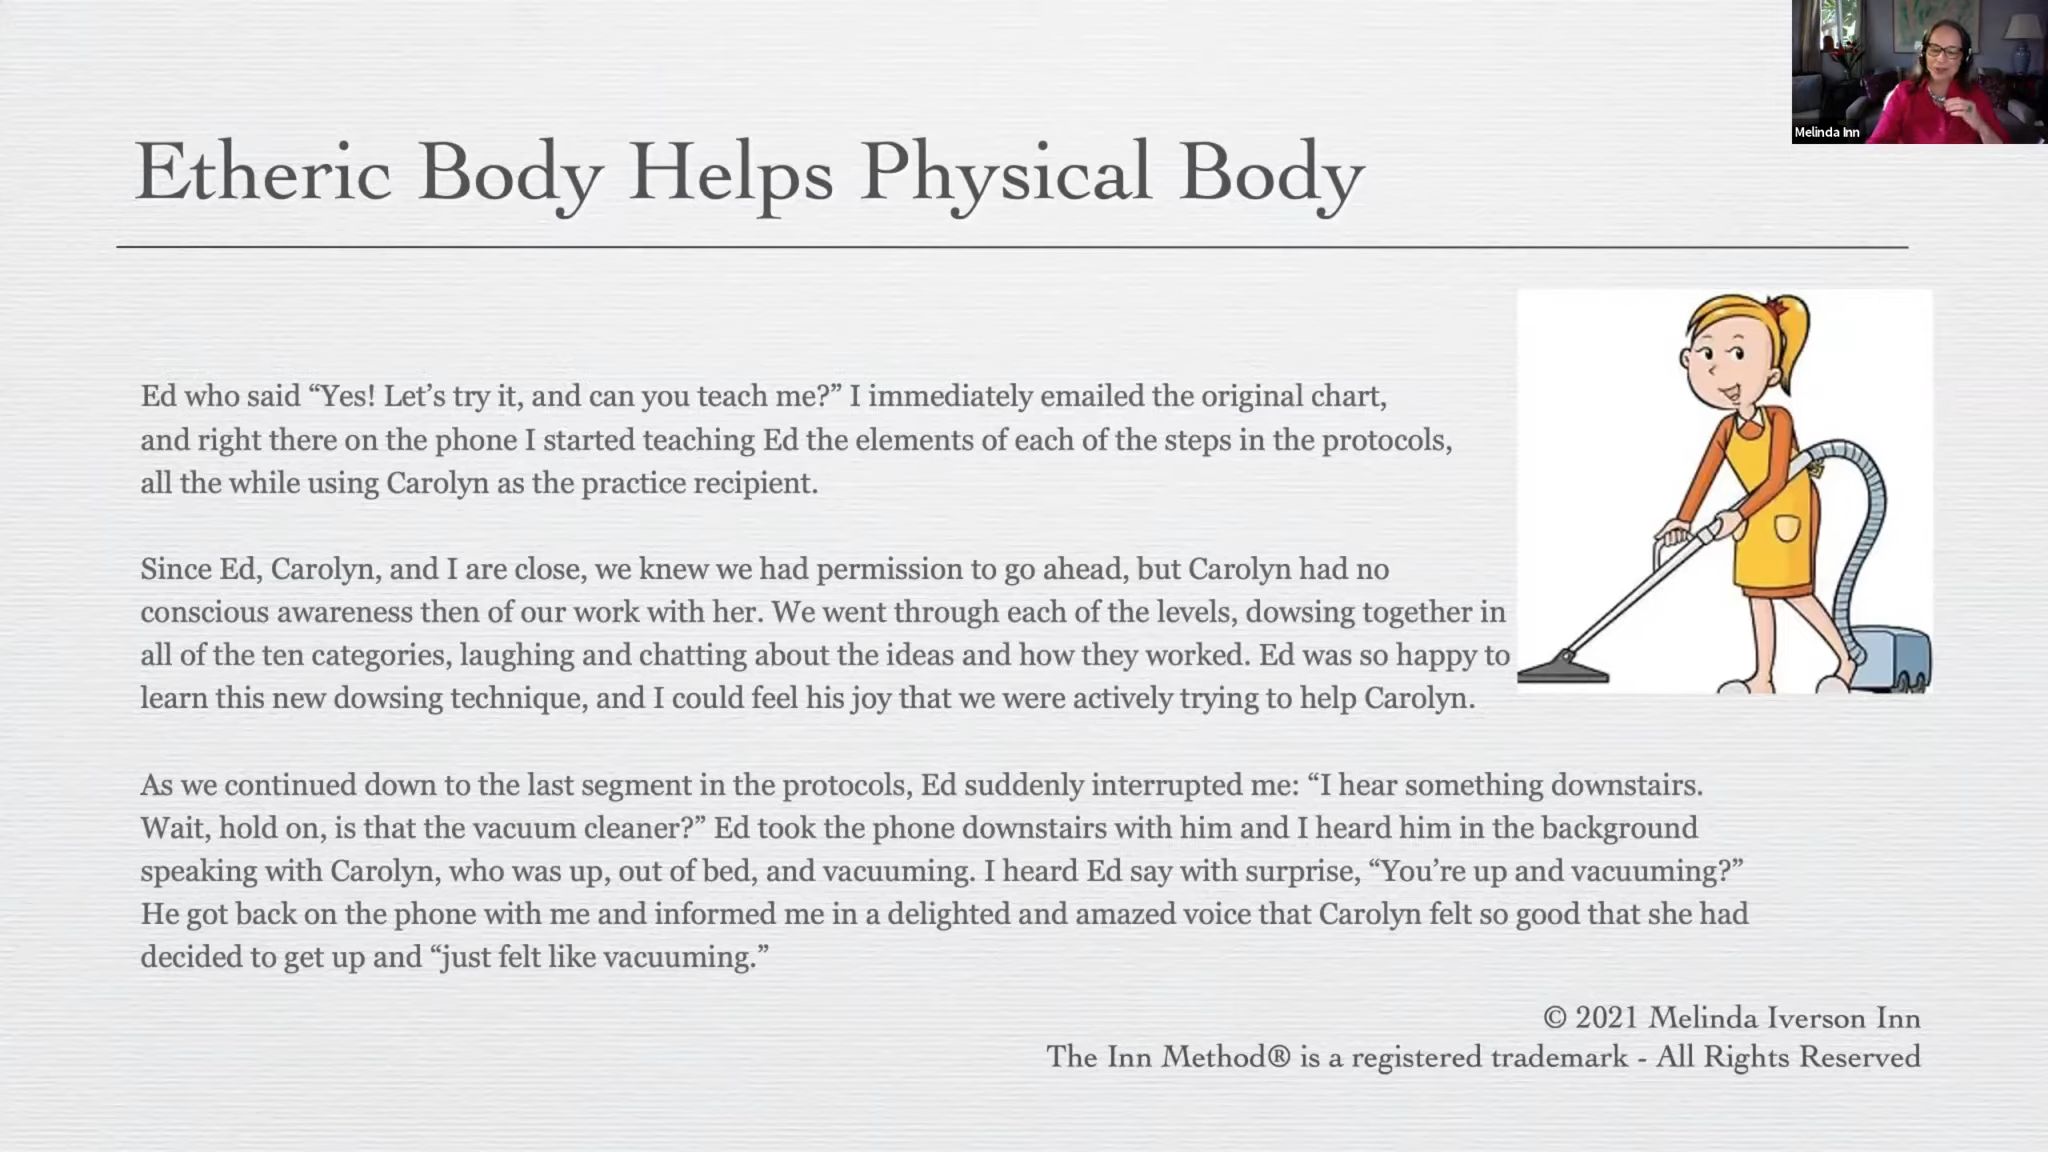 Melinda Inn
Etheric Body Helps Physical Body
Ed who said “Yes! Let’s try it, and can you teach me?” I immediately emailed the original chart,
and right there on the phone I started teaching Ed the elements of each of the steps in the protocols,
all the while using Carolyn as the practice recipient.
Since Ed, Carolyn, and I are close, we knew we had permission to go ahead, but Carolyn had no
conscious awareness then of our work with her. We went through each of the levels, dowsing together in
all of the ten categories, laughing and chatting about the ideas and how they worked. Ed was so happy to
learn this new dowsing technique, and I could feel his joy that we were actively trying to help Carolyn.
As we continued down to the last segment in the protocols, Ed suddenly interrupted me: “I hear something downstairs.
Wait, hold on, is that the vacuum cleaner?” Ed took the phone downstairs with him and I heard him in the background
speaking with Carolyn, who was up, out of bed, and vacuuming. I heard Ed say with surprise, “You’re up and vacuuming?”
He got back on the phone with me and informed me in a delighted and amazed voice that Carolyn felt so good that she had
decided to get up and “just felt like vacuuming.”
© 2021 Melinda Iverson Inn
The Inn Method® is a registered trademark - All Rights Reserved